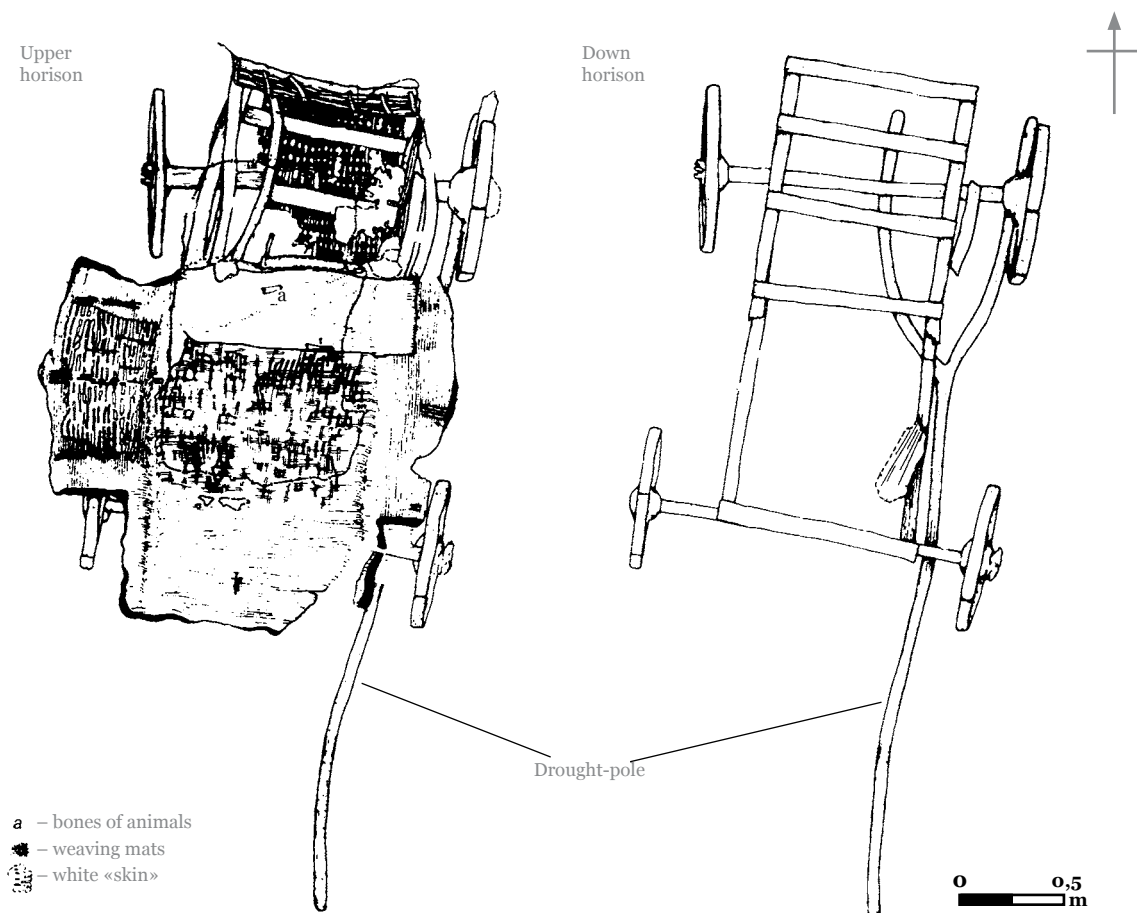 Upper
horison
Down
horison
a
Drought-pole
a – bones of animals
– weaving mats
– white «skin»
0 0,5
m